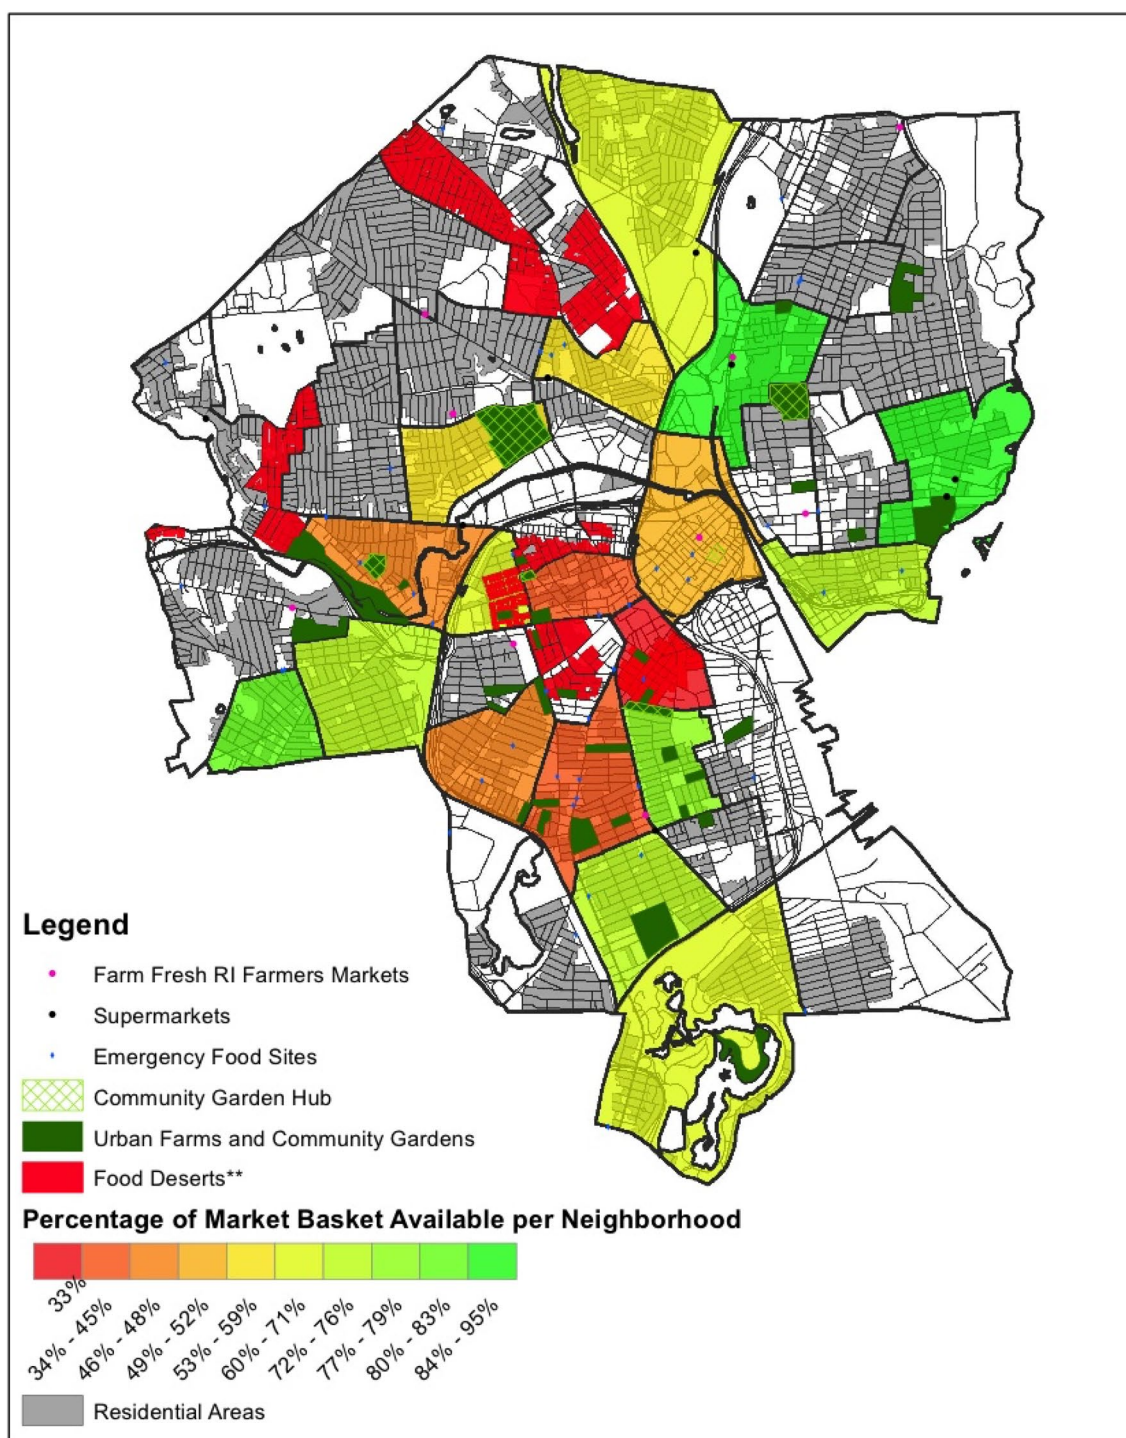 Legend
Farm Fresh RI Farmers Markets
Supermarkets
Emergency Food Sites
Community Garden Hub
Urban Farms and Community Gardens
Food Deserts**
Percentage of Market Basket Available per Neighborhood
33%
34% - 45%
46% - 48%
49% - 52%
53% - 59%
60% - 71%
72% - 76%
77% - 79%
80% - 83%
84% - 95%
Residential Areas